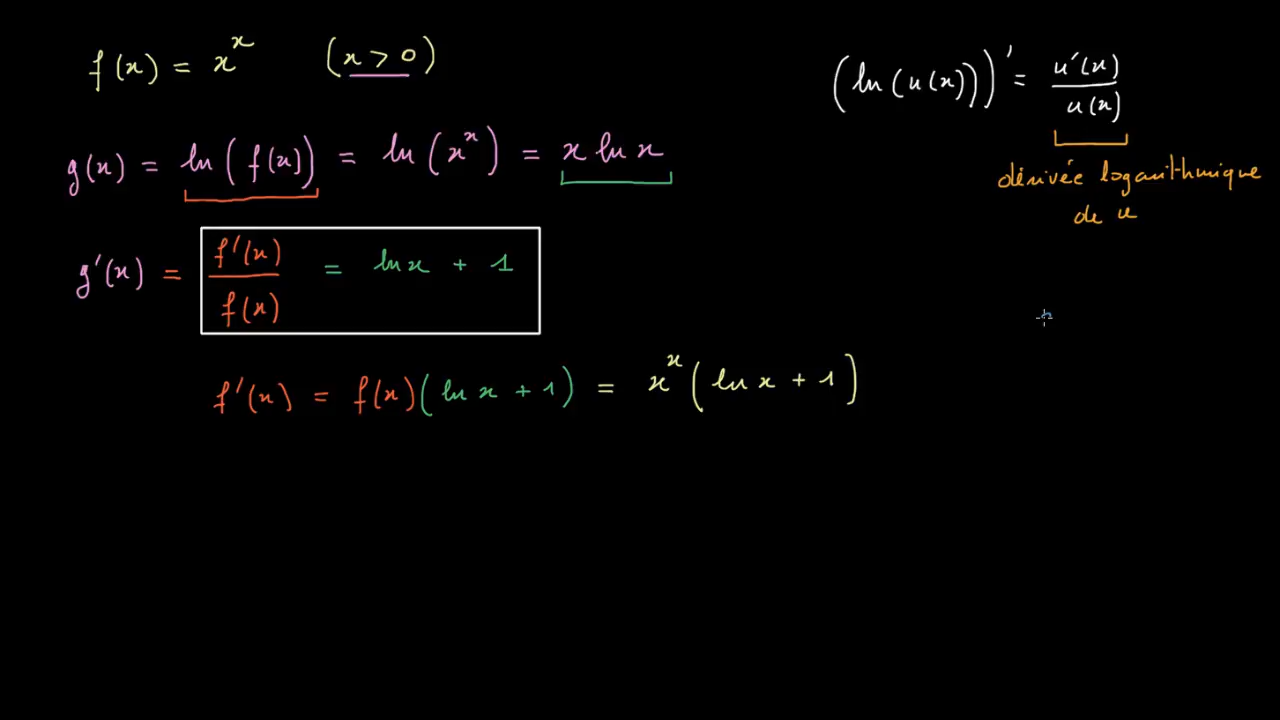 f(x) = x^x (x > 0)
(ln(u(x)))' = u'(x)/u(x)
dérivée logarithmique
de u
g(x) = ln(f(x)) = ln(x^x) = x ln x
g'(x) = f'(x)/f(x) = ln x + 1
f'(x) = f(x)(ln x + 1) = x^x(ln x + 1)